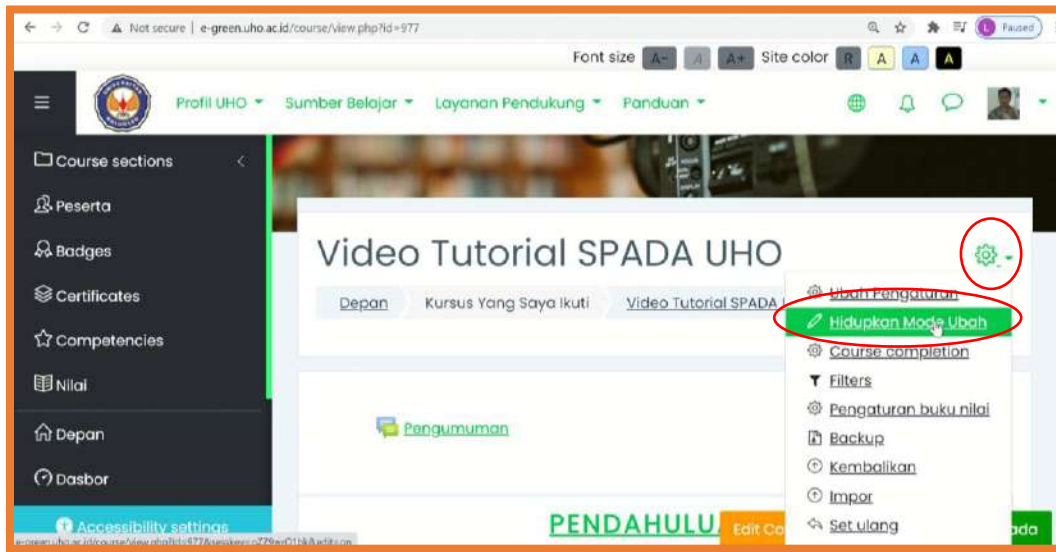 Not secure | e-green.uho.ac.id/course/view.php?id=977
L Paused
Font size A- A A+ Site color R A A A
Profil UHO Sumber Belajar Layanan Pendukung Panduan
Course sections
Peserta
Badges
Certificates
Competencies
Nilai
Depan
Dasbor
Accessibility settings
Video Tutorial SPADA UHO
Depan Kursus Yang Saya Ikuti Video Tutorial SPADA
Ubah Pengaturan
Hidupkan Mode Ubah
Course completion
Filters
Pengaturan buku nilai
Backup
Kembalikan
Impor
Set ulang
Pengumuman
PENDAHULU
Edit Co
ada